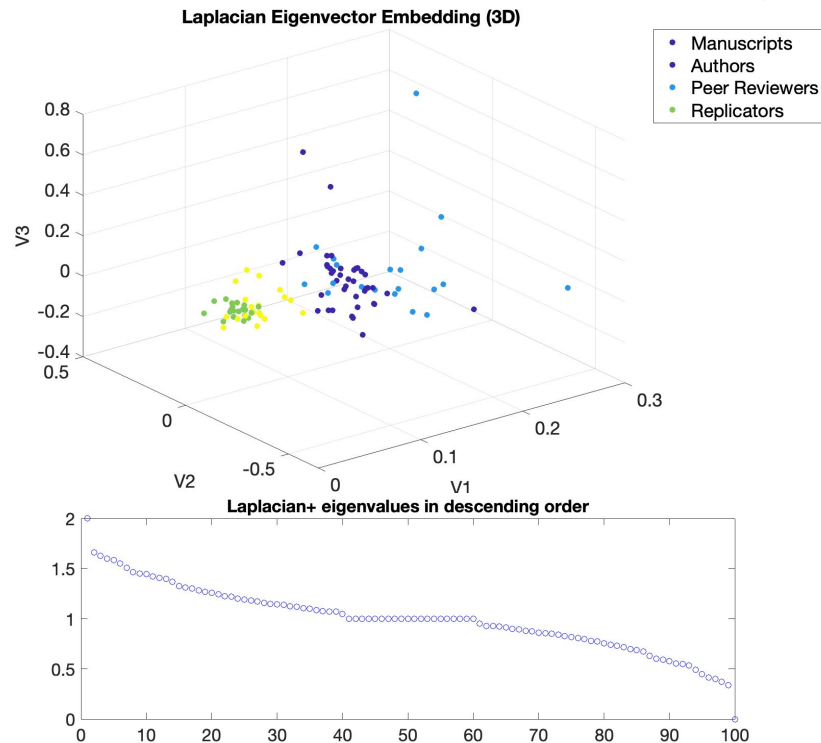 Laplacian Eigenvector Embedding (3D)
Manuscripts
Authors
Peer Reviewers
Replicators
0.8
0.6
0.4
0.2
0
-0.2
-0.4
V3
0.5
0
-0.5
V2
0
0.1
0.2
0.3
V1
Laplacian+ eigenvalues in descending order
2
1.5
1
0.5
0
0 10 20 30 40 50 60 70 80 90 100